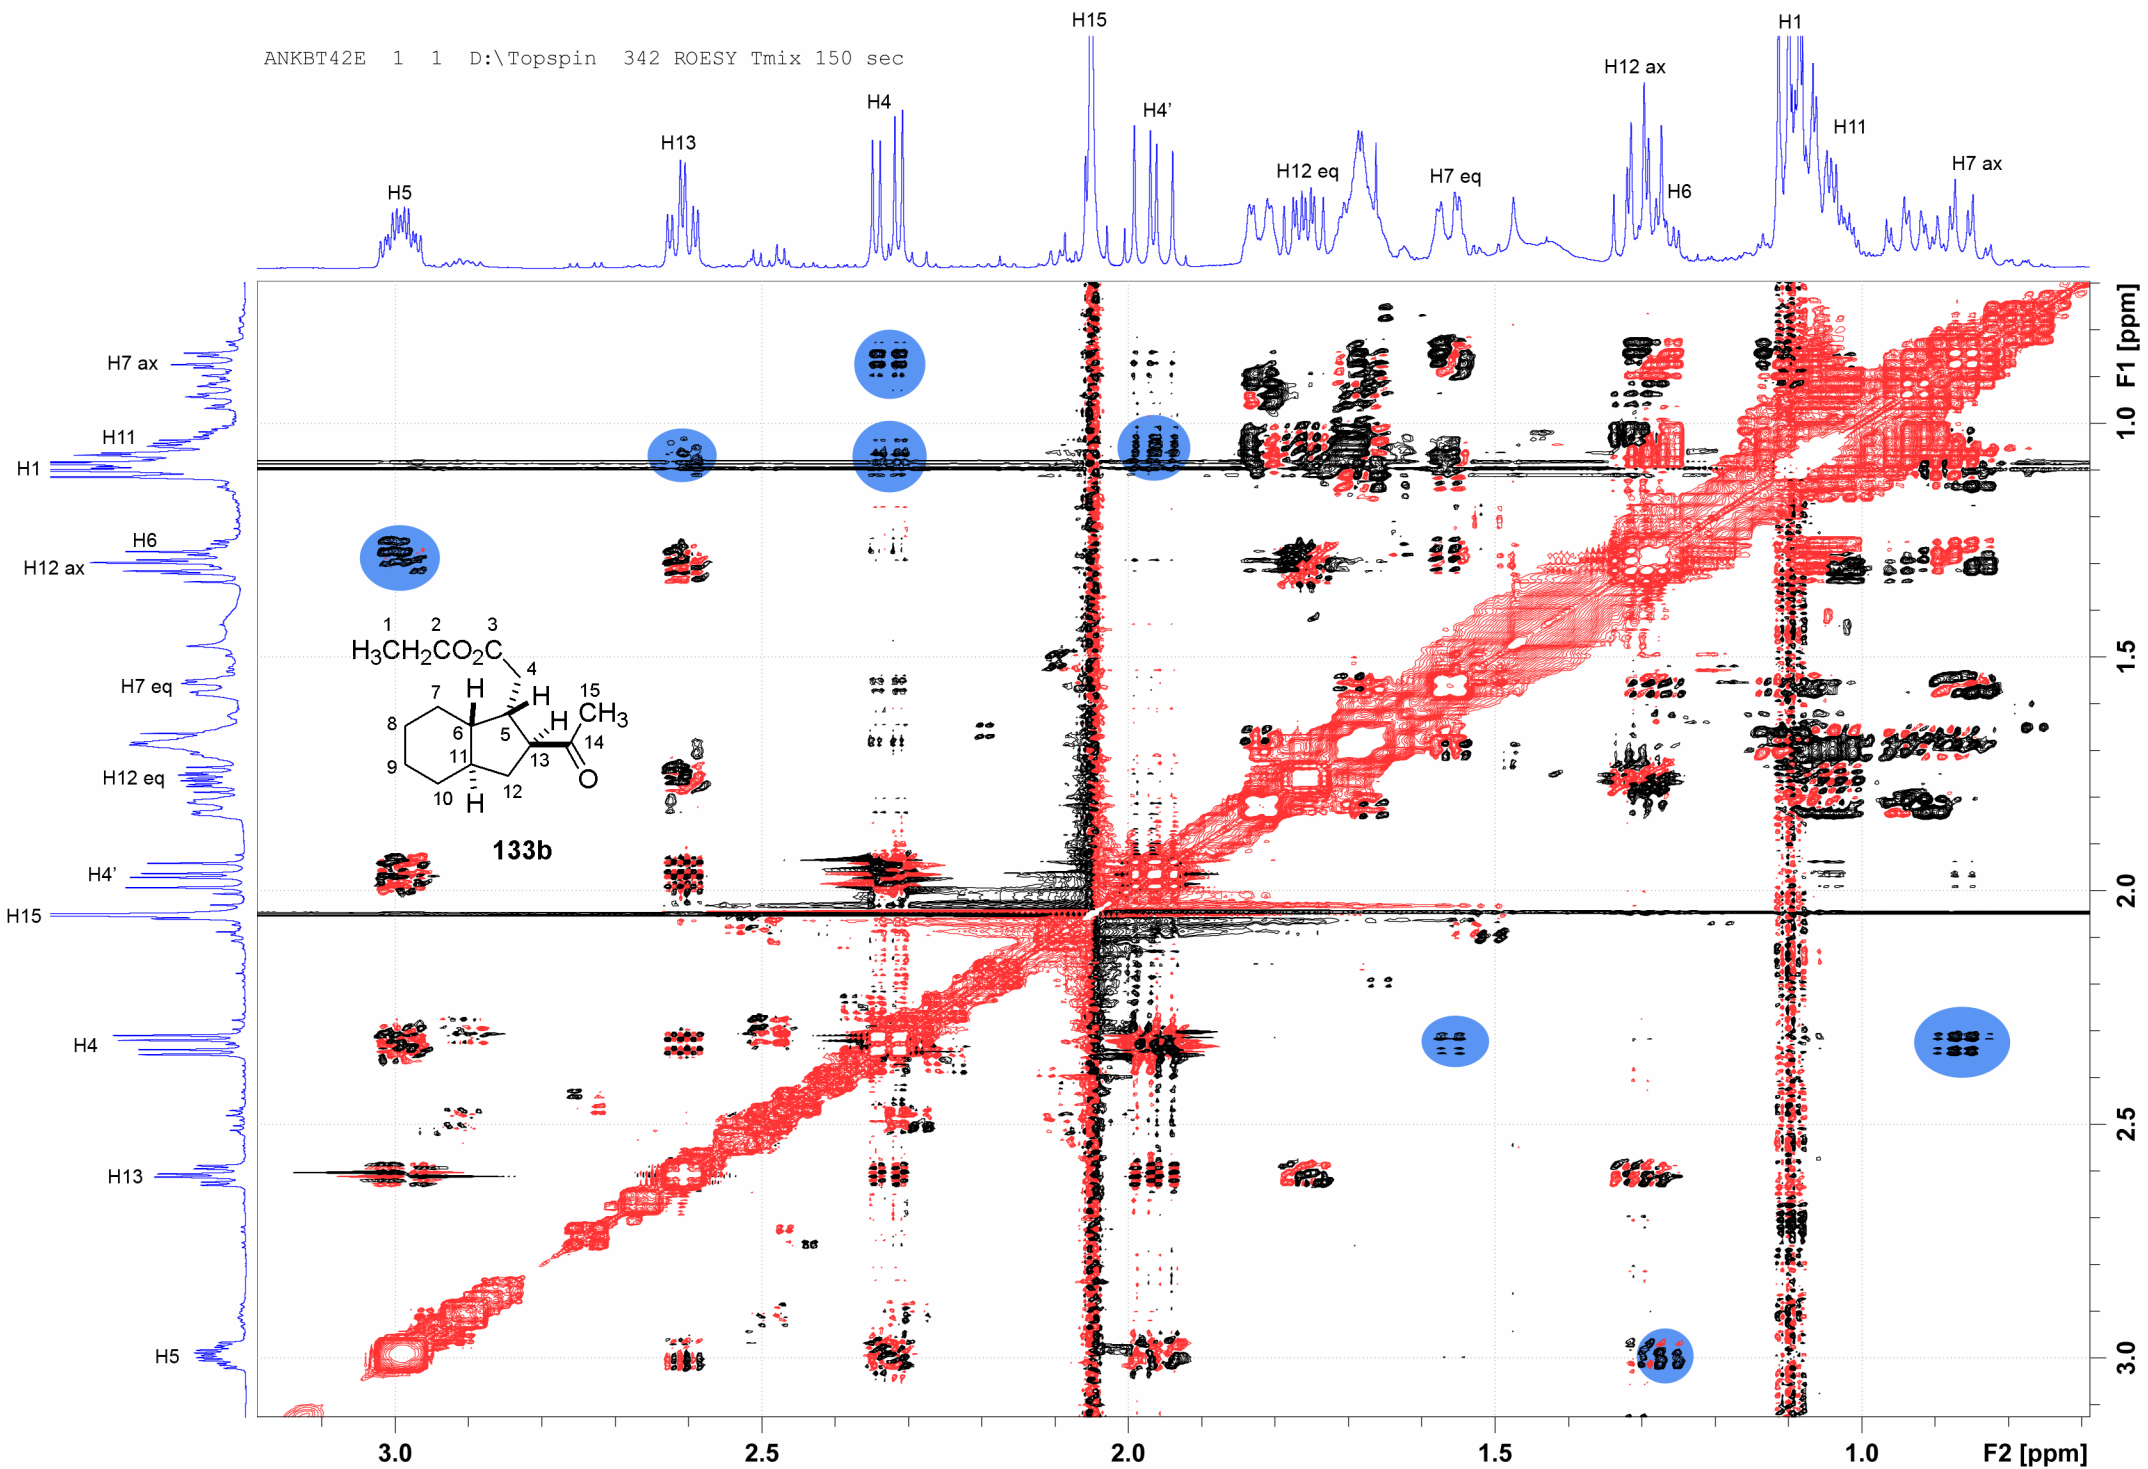 H15
H1
ANKBT42E 1 1 D:\Topspin 342 ROESY Tmix 150 sec
H12 ax
H4
H4'
H11
H13
H12 eq
H7 eq
H7 ax
H5
H6
F1 [ppm]
H7 ax
1.0
H11
H1
H6
H12 ax
1 2 3
H3CH2CO2C
4
H
H
15
7
H
CH3
8
6
5
14
9
11
13
O
10
H
12
133b
1.5
H7 eq
H12 eq
H4'
2.0
H15
H4
2.5
H13
H5
3.0
3.0 2.5 2.0 1.5 1.0 F2 [ppm]